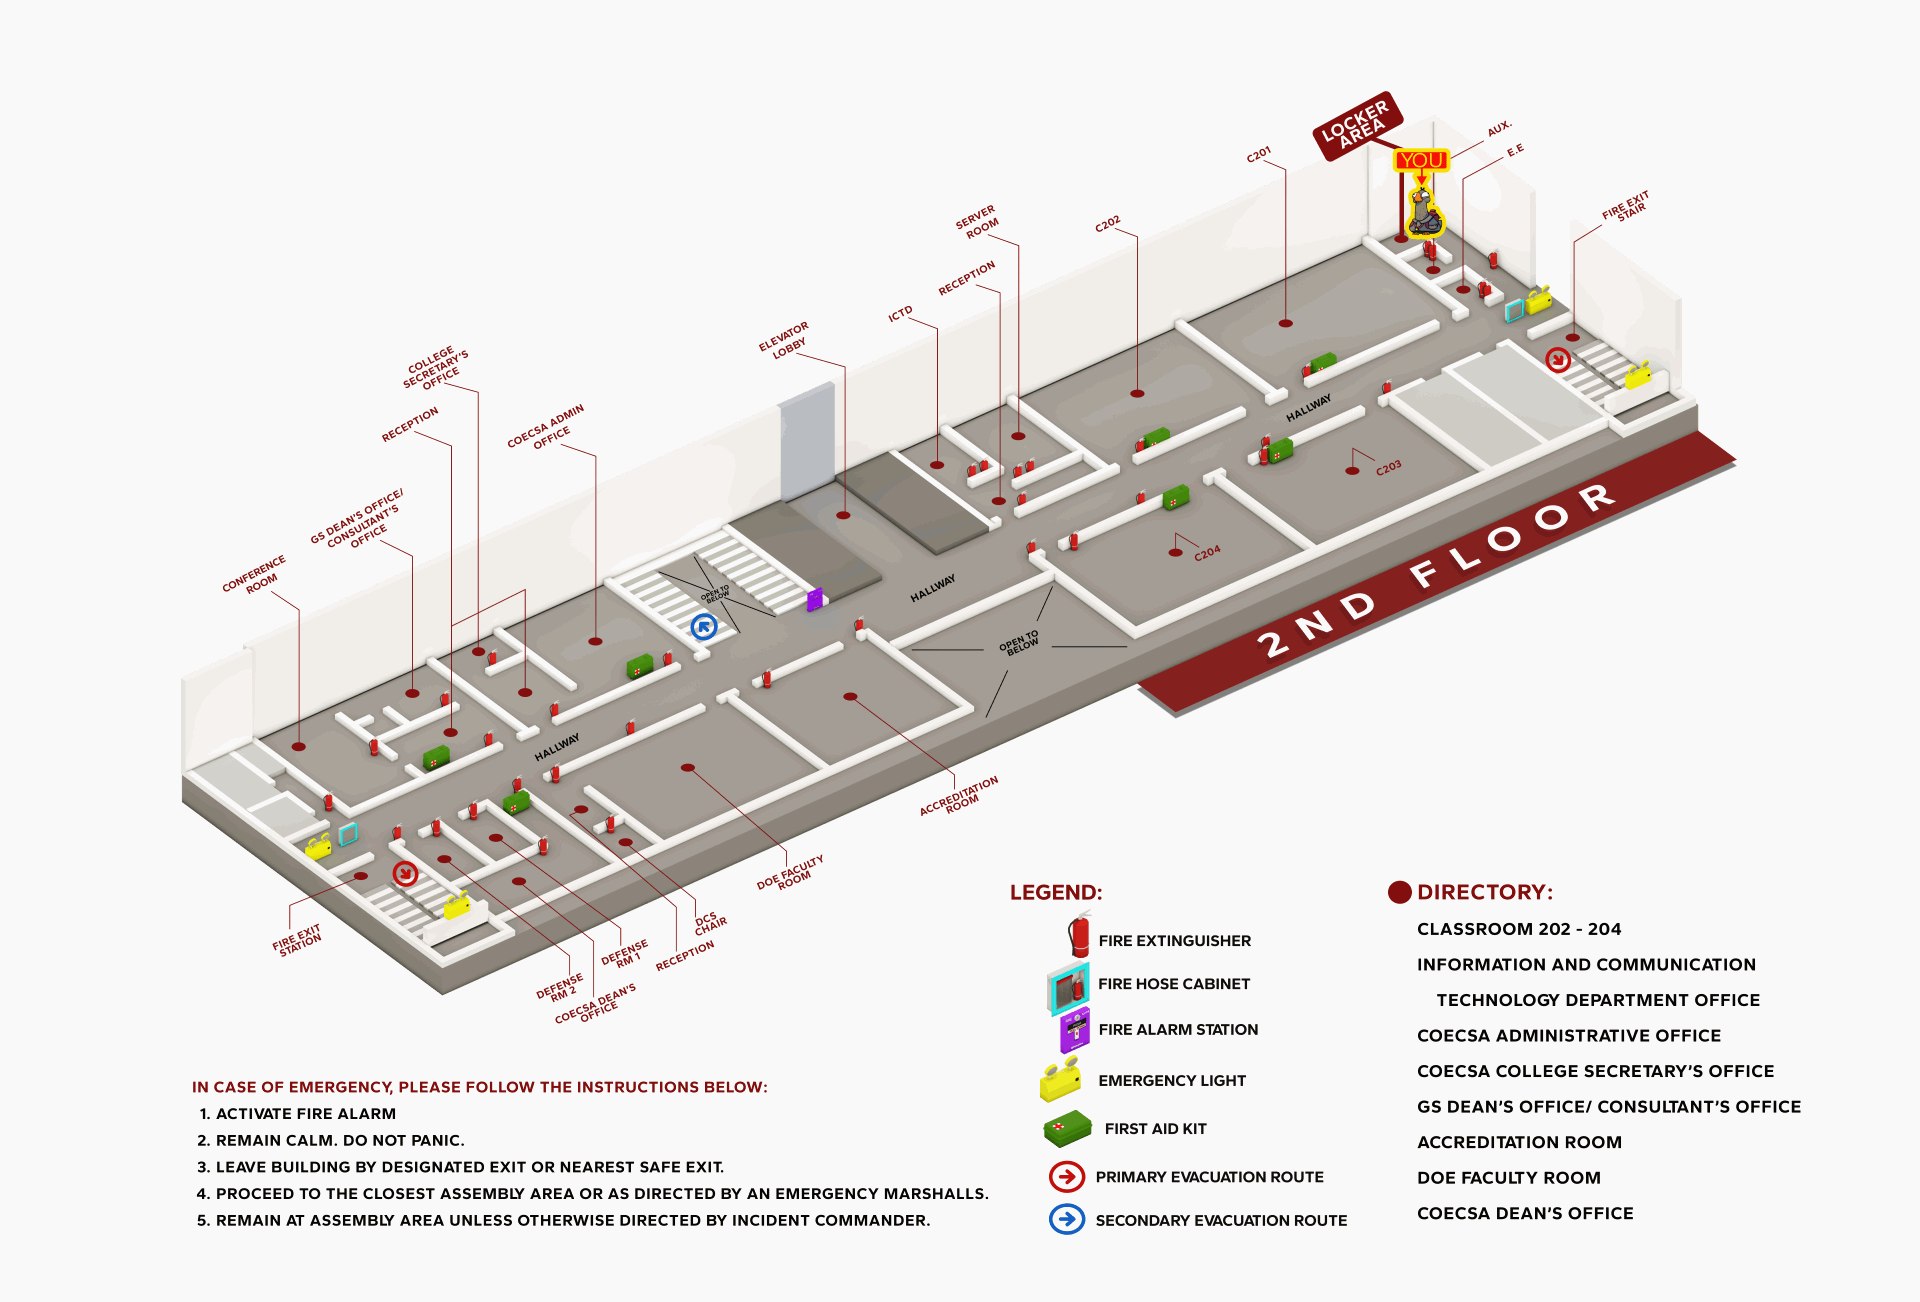 LOCKER
AREA
YOU
AUX.
E.E
C201
FIRE EXIT
STAIR
SERVER
ROOM
C202
RECEPTION
ICTD
ELEVATOR
LOBBY
COLLEGE
SECRETARY'S
OFFICE
RECEPTION
COECSA ADMIN
OFFICE
GS DEAN'S OFFICE/
CONSULTANT'S
OFFICE
CONFERENCE
ROOM
HALLWAY
C203
C204
OPEN TO
BELOW
HALLWAY
OPEN TO
BELOW
HALLWAY
2ND FLOOR
ACCREDITATION
ROOM
DOE FACULTY
ROOM
DCS
CHAIR
RECEPTION
DEFENSE
RM 1
DEFENSE
RM 2
COECSA DEAN'S
OFFICE
FIRE EXIT
STATION
LEGEND:
FIRE EXTINGUISHER
FIRE HOSE CABINET
FIRE ALARM STATION
EMERGENCY LIGHT
FIRST AID KIT
PRIMARY EVACUATION ROUTE
SECONDARY EVACUATION ROUTE
DIRECTORY:
CLASSROOM 202 - 204
INFORMATION AND COMMUNICATION
TECHNOLOGY DEPARTMENT OFFICE
COECSA ADMINISTRATIVE OFFICE
COECSA COLLEGE SECRETARY'S OFFICE
GS DEAN'S OFFICE/ CONSULTANT'S OFFICE
ACCREDITATION ROOM
DOE FACULTY ROOM
COECSA DEAN'S OFFICE
IN CASE OF EMERGENCY, PLEASE FOLLOW THE INSTRUCTIONS BELOW:
1. ACTIVATE FIRE ALARM
2. REMAIN CALM. DO NOT PANIC.
3. LEAVE BUILDING BY DESIGNATED EXIT OR NEAREST SAFE EXIT.
4. PROCEED TO THE CLOSEST ASSEMBLY AREA OR AS DIRECTED BY AN EMERGENCY MARSHALLS.
5. REMAIN AT ASSEMBLY AREA UNLESS OTHERWISE DIRECTED BY INCIDENT COMMANDER.